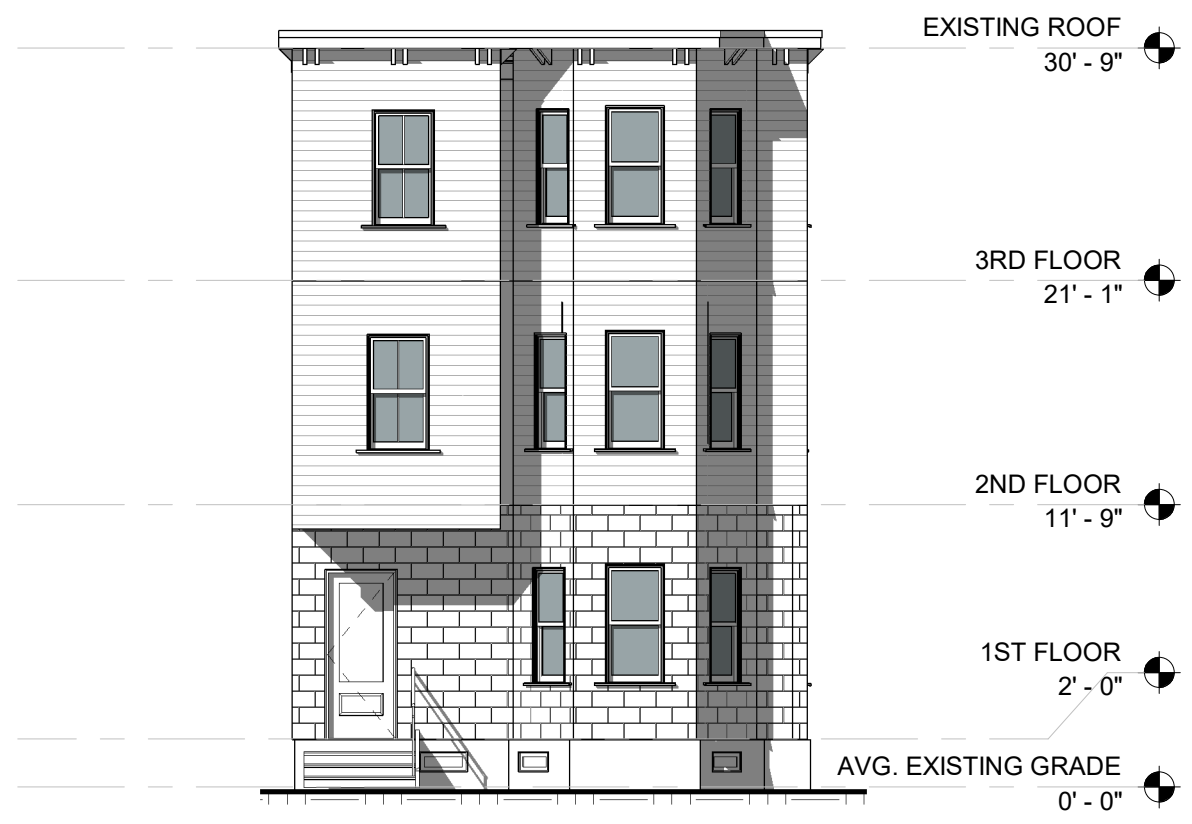 EXISTING ROOF
30' - 9"
3RD FLOOR
21' - 1"
2ND FLOOR
11' - 9"
1ST FLOOR
2' - 0"
AVG. EXISTING GRADE
0' - 0"